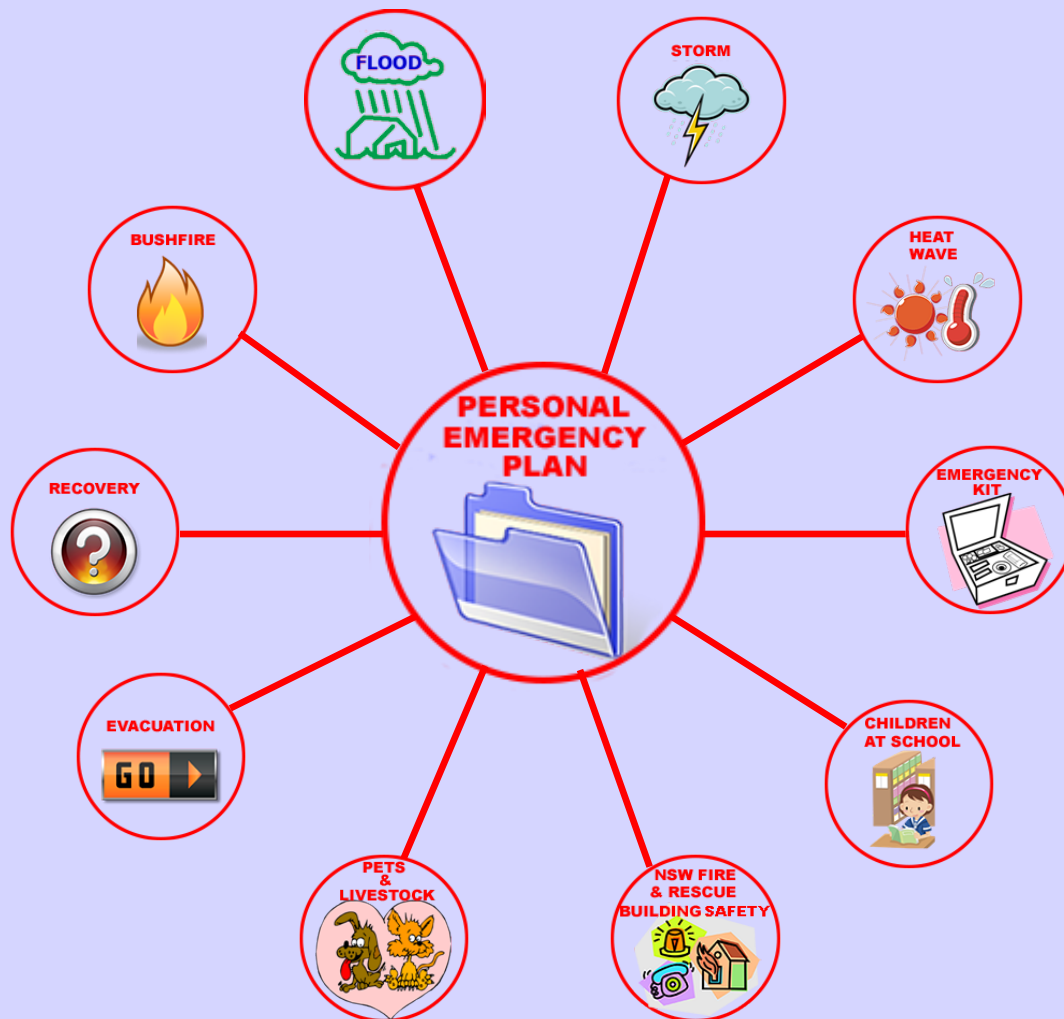 FLOOD
STORM
BUSHFIRE
HEAT
WAVE
PERSONAL
EMERGENCY
PLAN
RECOVERY
EMERGENCY
KIT
EVACUATION
GO
CHILDREN
AT SCHOOL
PETS
&
LIVESTOCK
NSW FIRE
& RESCUE
BUILDING SAFETY